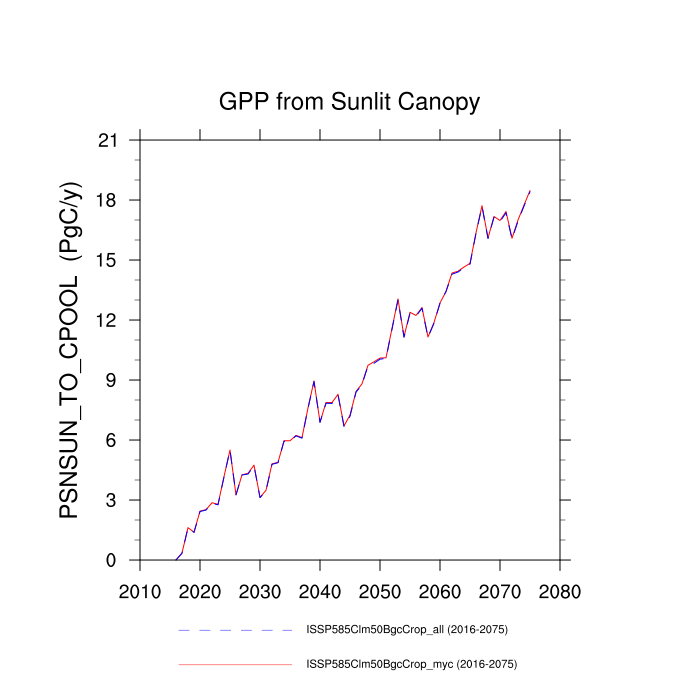 GPP from Sunlit Canopy
PSNSUN_TO_CPOOL (PgC/y)
21
18
15
12
9
6
3
0
2010 2020 2030 2040 2050 2060 2070 2080
ISSP585Clm50BgcCrop_all (2016-2075)
ISSP585Clm50BgcCrop_myc (2016-2075)